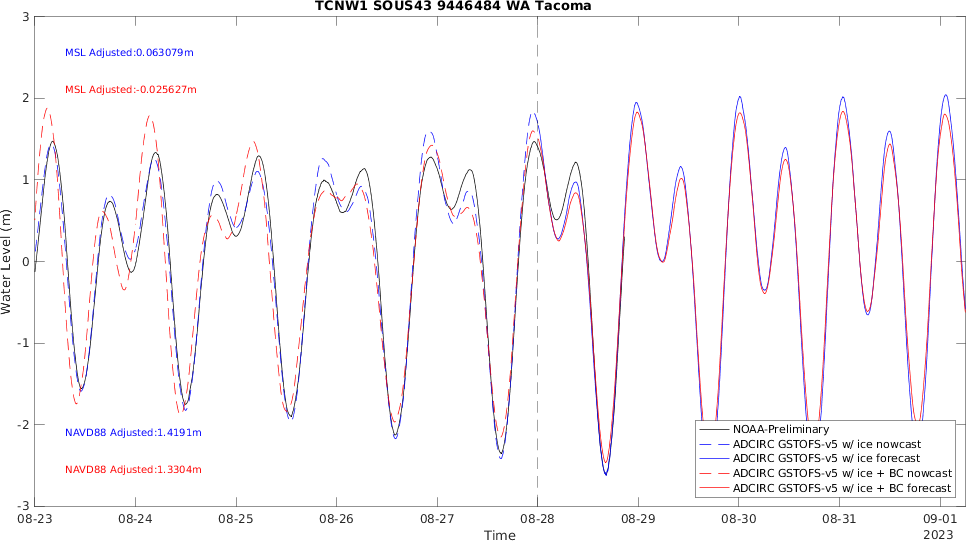 TCNW1 SOUS43 9446484 WA Tacoma
3
2
1
0
-1
-2
-3
Water Level (m)
MSL Adjusted:0.063079m
MSL Adjusted:-0.025627m
NAVD88 Adjusted:1.4191m
NAVD88 Adjusted:1.3304m
NOAA-Preliminary
ADCIRC GSTOFS-v5 w/ ice nowcast
ADCIRC GSTOFS-v5 w/ ice forecast
ADCIRC GSTOFS-v5 w/ ice + BC nowcast
ADCIRC GSTOFS-v5 w/ ice + BC forecast
08-23 08-24 08-25 08-26 08-27 08-28 08-29 08-30 08-31 09-01
Time 2023